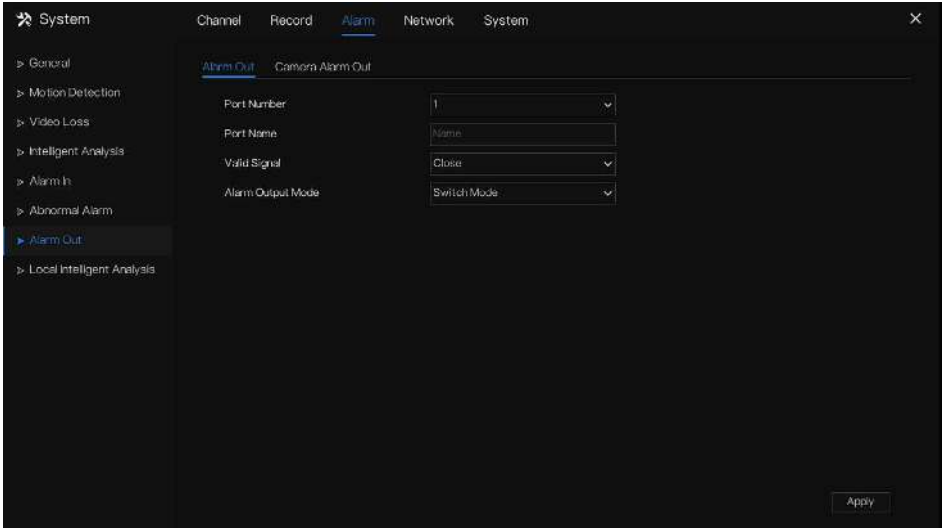 System
Channel Record Alarm Network System
General
Motion Detection
Video Loss
Intelligent Analysis
Alarm In
Abnormal Alarm
Alarm Out
Local Intelligent Analysis
Alarm Out Camera Alarm Out
Port Number 1
Port Name Name
Valid Signal Close
Alarm Output Mode Switch Mode
Apply